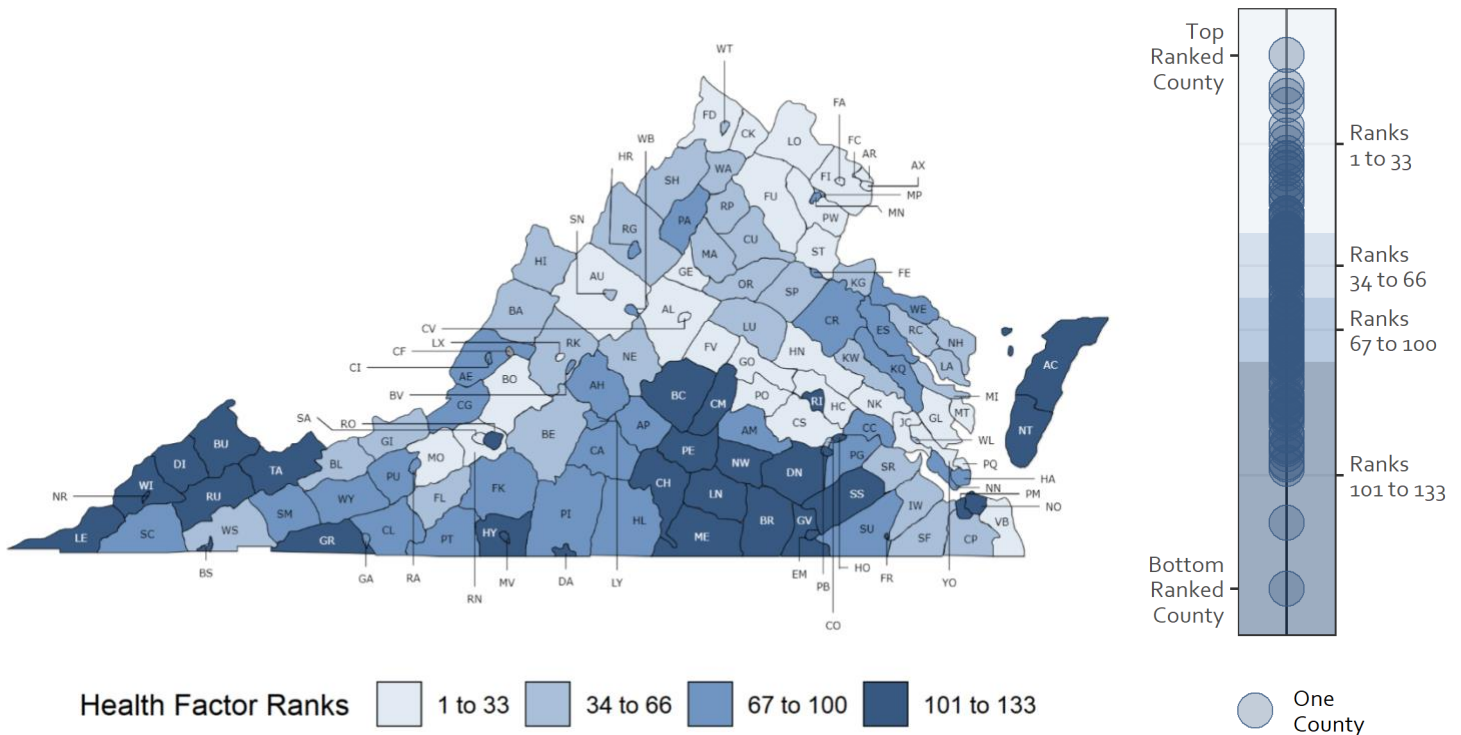 WT
FD
CK
LO
FA
FC
AR
AX
FI
MP
MN
WB
HR
SH
WA
FU
PW
RP
PA
SN
RG
CU
MA
ST
HI
AU
GE
FE
KG
OR
SP
WE
BA
AL
CR
ES
RC
NH
CV
LX
RK
LU
CF
NE
FV
HN
KW
LA
CI
AE
BO
GO
KQ
AC
BV
AH
BC
CM
PO
RI
HC
NK
MI
CG
GL
MT
SA
RO
JC
CS
NT
BU
GI
BE
AP
AM
CC
WL
DI
TA
BL
MO
CA
PE
PG
PQ
WI
PU
NW
DN
SR
HA
NR
RU
WY
FL
FK
CH
LN
SS
NN
PM
NO
SM
PI
HL
BR
GV
IW
VB
LE
SC
WS
GR
CL
PT
HY
ME
SU
SF
CP
BS
GA
RA
RN
MV
DA
LY
EM
PB
HO
FR
YO
CO
Health Factor Ranks
1 to 33
34 to 66
67 to 100
101 to 133
Top
Ranked
County
Ranks
1 to 33
Ranks
34 to 66
Ranks
67 to 100
Ranks
101 to 133
Bottom
Ranked
County
One
County